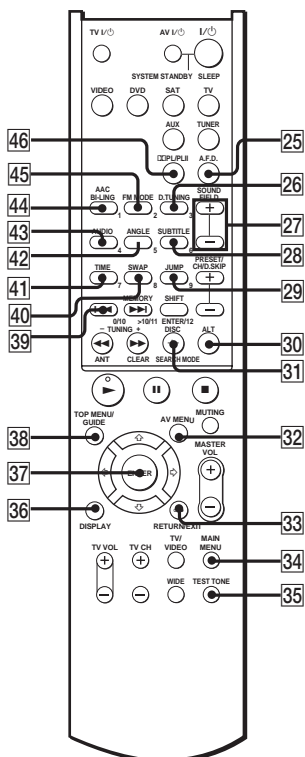 TV I/⏻ AV I/⏻ I/⏻
SYSTEM STANDBY SLEEP
VIDEO DVD SAT TV
AUX TUNER
46 25
▯▯PL/PLII A.F.D.
45 26
AAC SOUND
BI-LING FM MODE D.TUNING FIELD
44 1 2 3 + 27
43 AUDIO ANGLE SUBTITLE
4 5 6 − 28
42
PRESET/
41 TIME SWAP JUMP CH/D.SKIP
7 8 9 + 29
40 MEMORY SHIFT
39 ⏮ ⏭ −
0/10 >10/11 ENTER/12
− TUNING + DISC ALT 30
◀◀ ▶▶ 31
ANT CLEAR SEARCH MODE
TOP MENU/ AV MENU MUTING
38 GUIDE 32
MASTER
VOL
37 ENTER +
36 − 33
DISPLAY RETURN/EXIT
TV VOL TV CH TV/ MAIN
VIDEO MENU
+ + 34
WIDE TEST TONE
− − 35